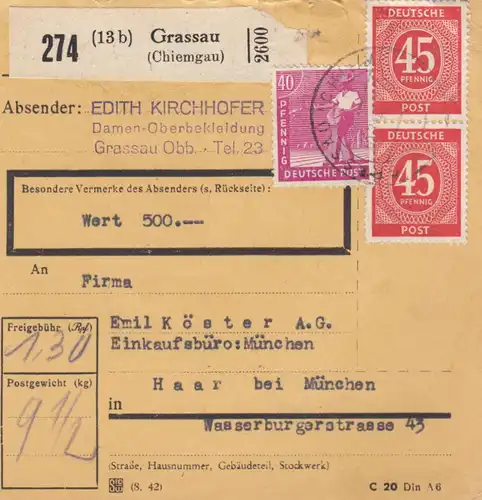 274 (13b) Grassau
(Chiemgau)
2600
Absender: EDITH KIRCHHOFER
Damen-Oberbekleidung
Grassau Obb. - Tel. 23
40
PFENNIG
DEUTSCHE POST
DEUTSCHE
45
PFENNIG
POST
DEUTSCHE
45
PFENNIG
POST
Besondere Vermerke des Absenders (s. Rückseite):
Wert 500.--
An
Firma
Emil Köster A.G.
Einkaufsbüro:München
Freigebühr (Rpf)
1,30
Postgewicht (kg)
9 1/2
Haar bei München
in
Wasserburgerstrasse 43
(Straße, Hausnummer, Gebäudeteil, Stockwerk)
(8. 42)
C 20 Din A6